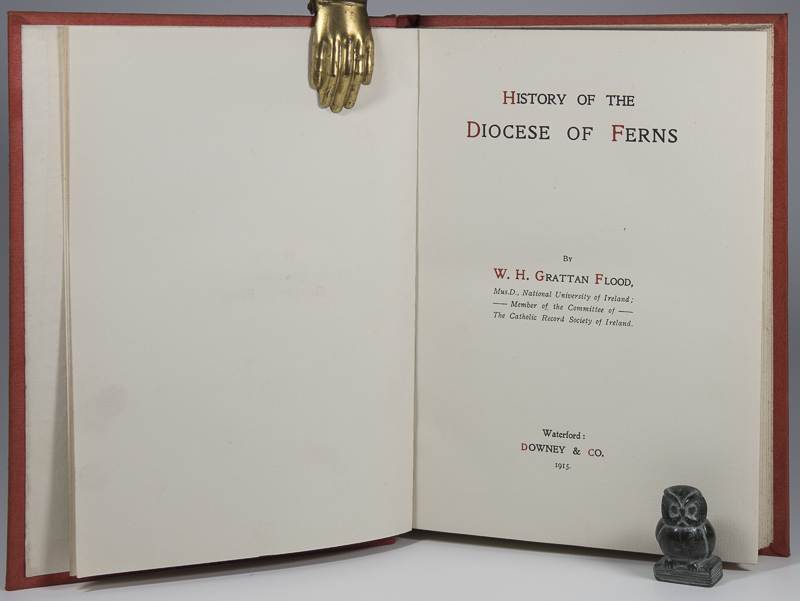 HISTORY OF THE
DIOCESE OF FERNS
BY
W. H. GRATTAN FLOOD,
Mus.D., National University of Ireland;
—— Member of the Committee of ——
The Catholic Record Society of Ireland.
Waterford:
DOWNEY & CO.
1915.